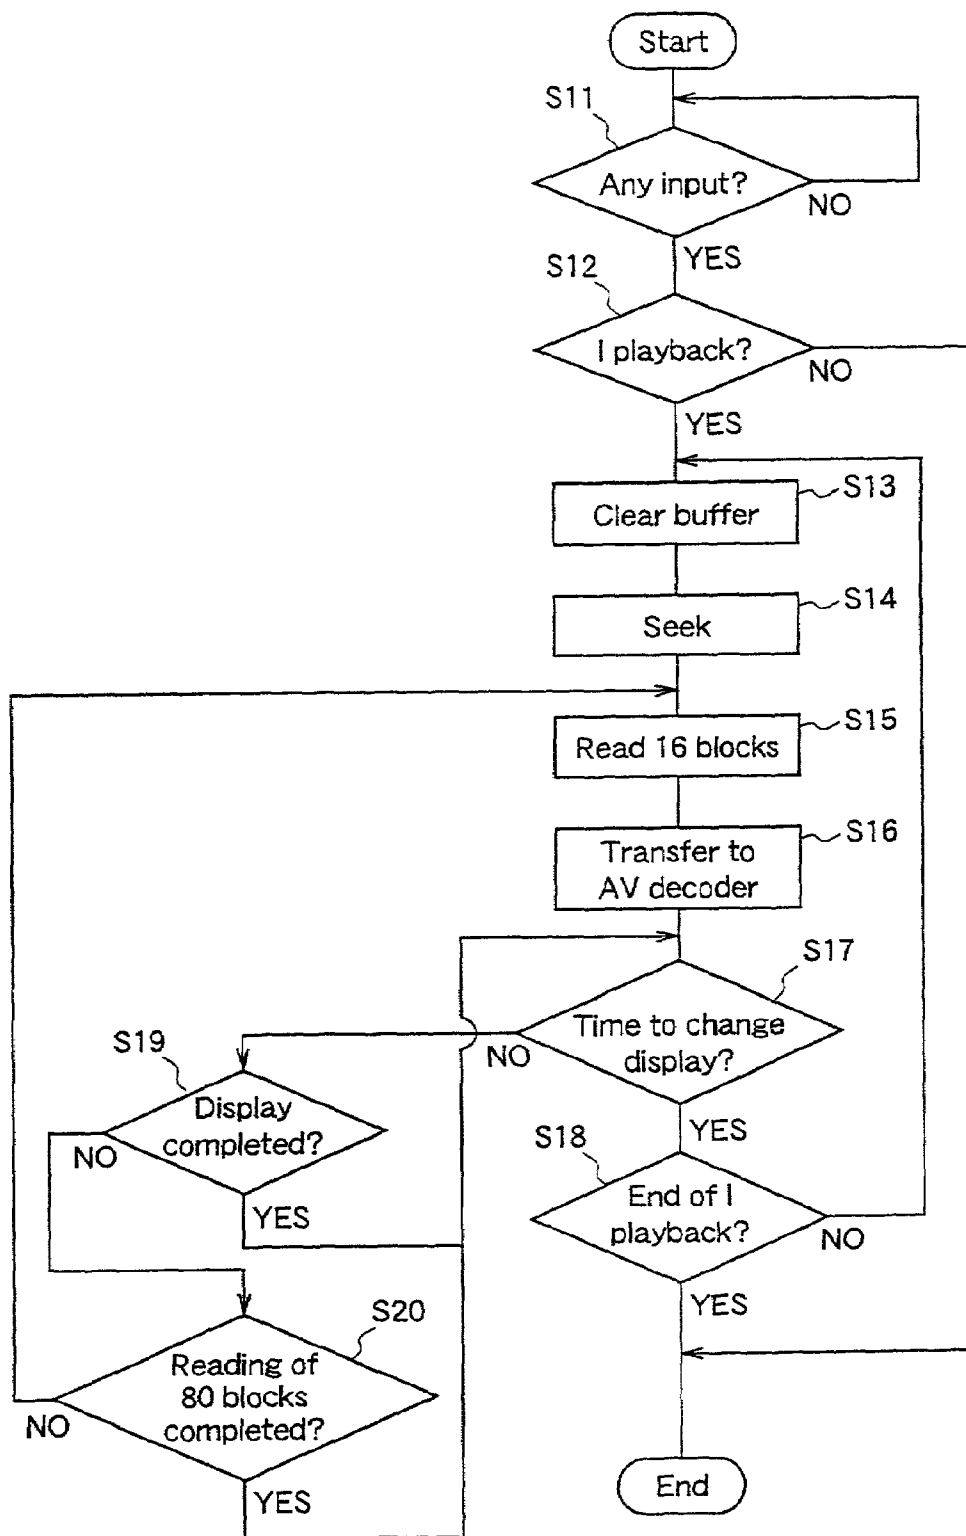 Start
S11
Any input?
NO
YES
S12
I playback?
NO
YES
S13
Clear buffer
S14
Seek
S15
Read 16 blocks
S16
Transfer to
AV decoder
S17
Time to change
display?
NO
YES
S19
Display
completed?
NO
YES
S18
End of I
playback?
NO
YES
S20
Reading of
80 blocks
completed?
NO
YES
End